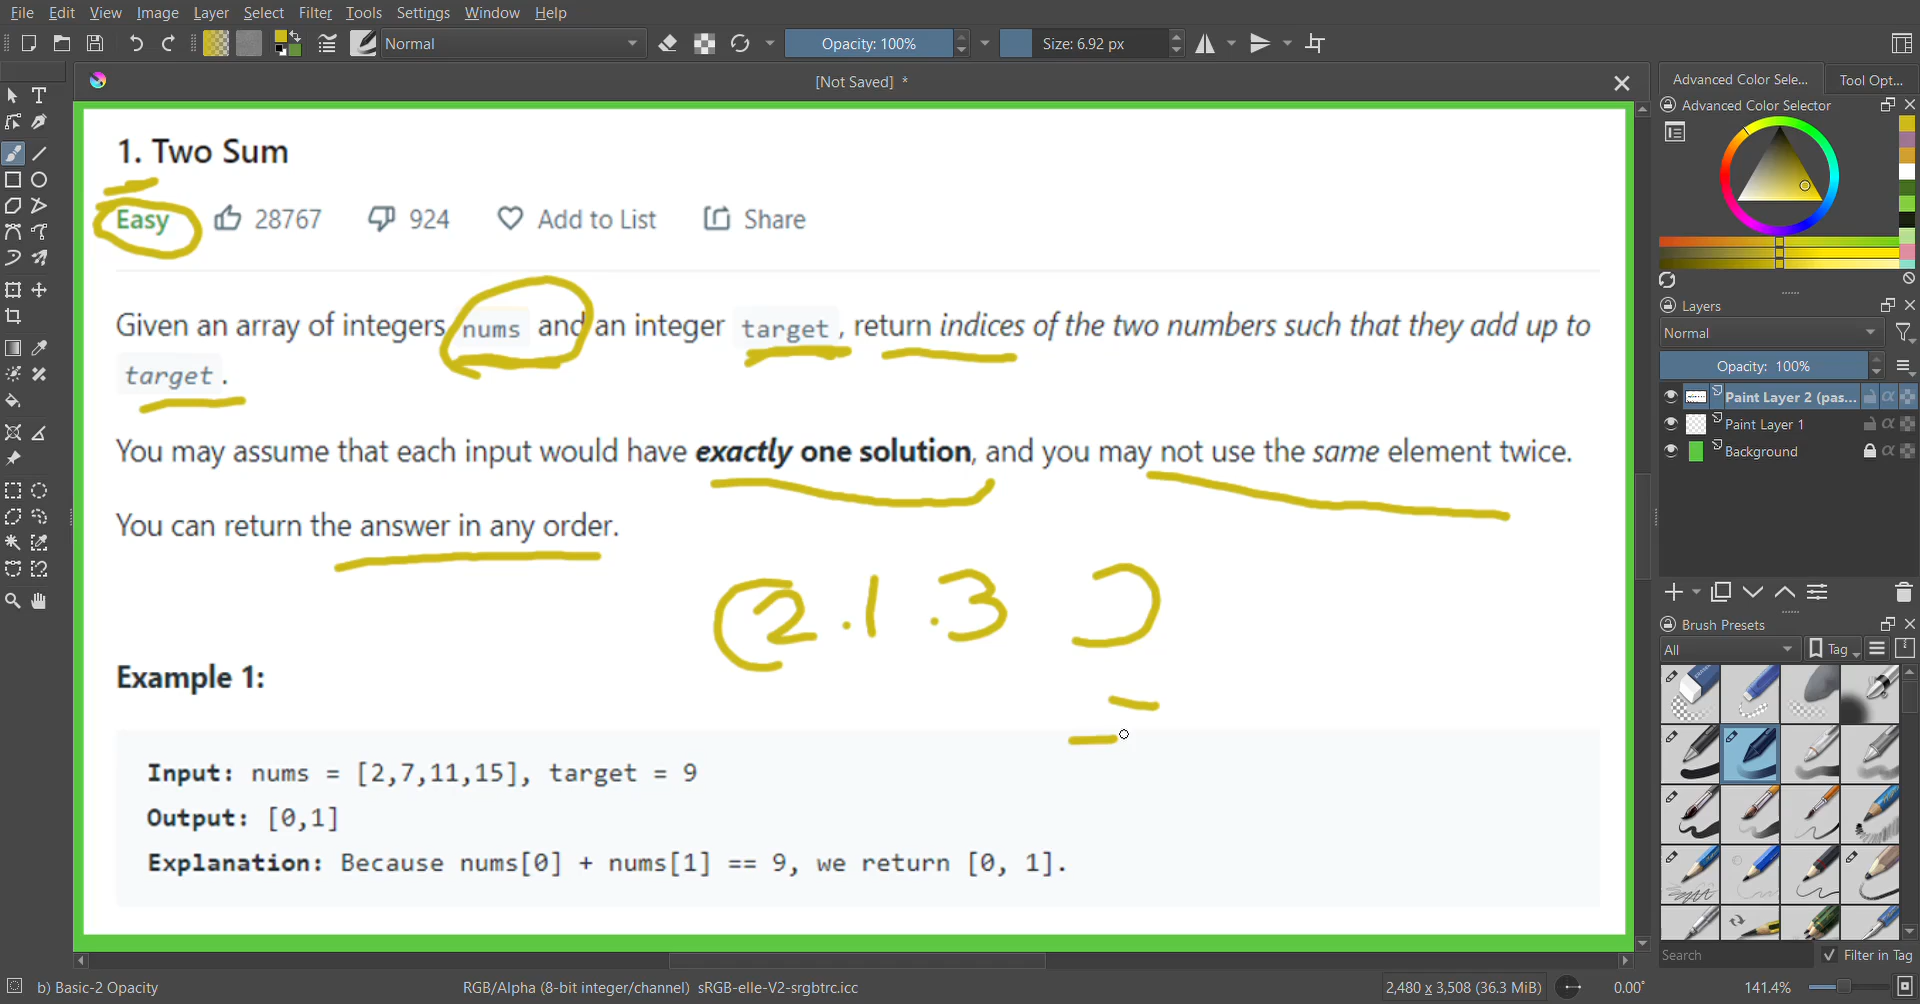 File Edit View Image Layer Select Filter Tools Settings Window Help
Normal Opacity: 100% Size: 6.92 px
[Not Saved] *
Advanced Color Sele... Tool Opt...
Advanced Color Selector
1. Two Sum
Easy 28767 924 Add to List Share
Given an array of integers nums and an integer target, return indices of the two numbers such that they add up to
target.
You may assume that each input would have exactly one solution, and you may not use the same element twice.
You can return the answer in any order.
2.1.3
Example 1:
Input: nums = [2,7,11,15], target = 9
Output: [0,1]
Explanation: Because nums[0] + nums[1] == 9, we return [0, 1].
Layers
Normal
Opacity: 100%
Paint Layer 2 (pas...
Paint Layer 1
Background
Brush Presets
All Tag
Search Filter in Tag
b) Basic-2 Opacity RGB/Alpha (8-bit integer/channel) sRGB-elle-V2-srgbtrc.icc 2,480 x 3,508 (36.3 MiB) 0.00° 141.4%